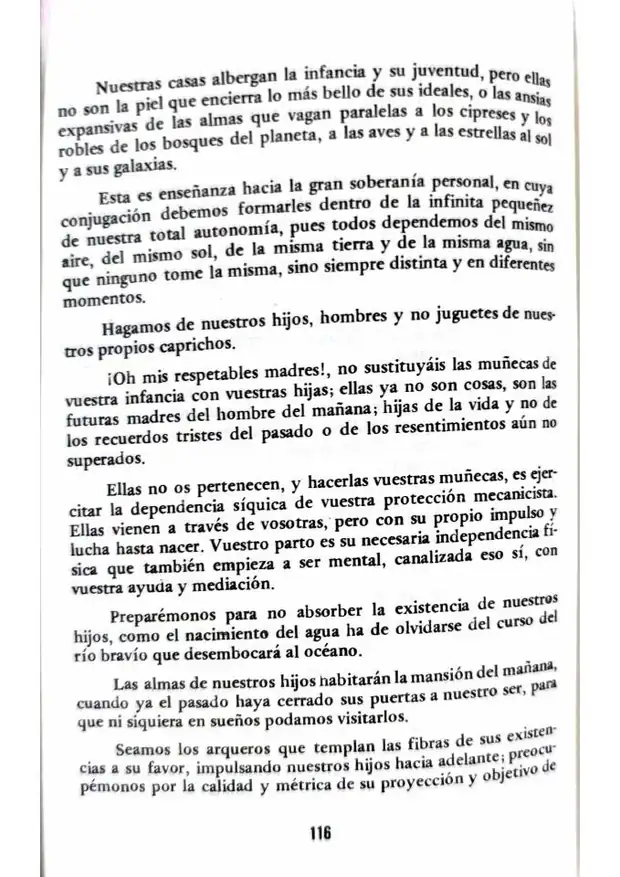 Nuestras casas albergan la infancia y su juventud, pero ellas
no son la piel que encierra lo más bello de sus ideales, o las ansias
expansivas de las almas que vagan paralelas a los cipreses y los
robles de los bosques del planeta, a las aves y a las estrellas al sol
y a sus galaxias.
Esta es enseñanza hacia la gran soberanía personal, en cuya
conjugación debemos formarles dentro de la infinita pequeñez
de nuestra total autonomía, pues todos dependemos del mismo
aire, del mismo sol, de la misma tierra y de la misma agua, sin
que ninguno tome la misma, sino siempre distinta y en diferentes
momentos.
Hagamos de nuestros hijos, hombres y no juguetes de nues-
tros propios caprichos.
¡Oh mis respetables madres!, no sustituyáis las muñecas de
vuestra infancia con vuestras hijas; ellas ya no son cosas, son las
futuras madres del hombre del mañana; hijas de la vida y no de
los recuerdos tristes del pasado o de los resentimientos aún no
superados.
Ellas no os pertenecen, y hacerlas vuestras muñecas, es ejer-
citar la dependencia síquica de vuestra protección mecanicista.
Ellas vienen a través de vosotras, pero con su propio impulso y
lucha hasta nacer. Vuestro parto es su necesaria independencia fí-
sica que también empieza a ser mental, canalizada eso sí, con
vuestra ayuda y mediación.
Preparémonos para no absorber la existencia de nuestros
hijos, como el nacimiento del agua ha de olvidarse del curso del
río bravío que desembocará al océano.
Las almas de nuestros hijos habitarán la mansión del mañana,
cuando ya el pasado haya cerrado sus puertas a nuestro ser, para
que ni siquiera en sueños podamos visitarlos.
Seamos los arqueros que templan las fibras de sus existen-
cias a su favor, impulsando nuestros hijos hacia adelante; preocu-
pémonos por la calidad y métrica de su proyección y objetivo de
116